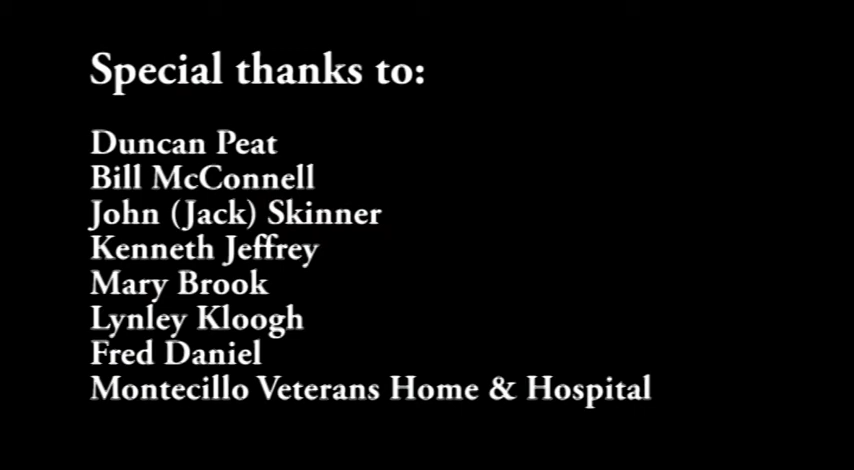 Special thanks to:
Duncan Peat
Bill McConnell
John (Jack) Skinner
Kenneth Jeffrey
Mary Brook
Lynley Kloogh
Fred Daniel
Montecillo Veterans Home & Hospital